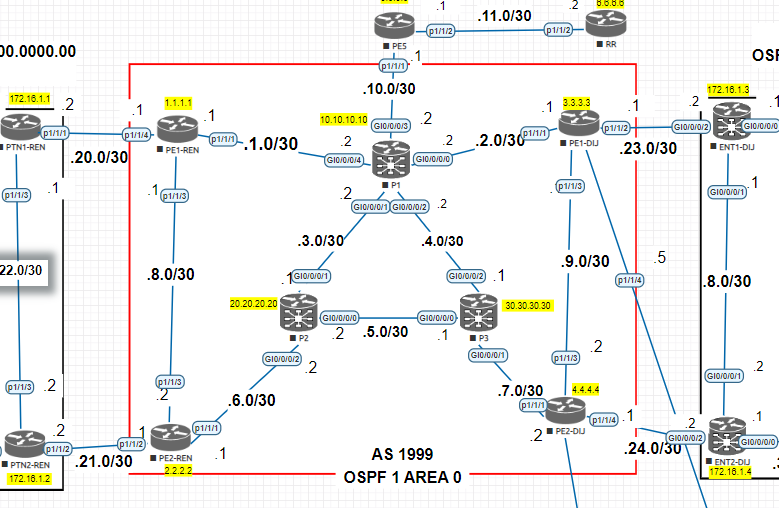 6.6.6.6
.1
.11.0/30
.2
p1/1/2
p1/1/2
PE5
RR
00.0000.00
p1/1/1
.1
OSF
.10.0/30
172.16.1.1
.2
1.1.1.1
3.3.3.3
172.16.1.3
.1
.1
10.10.10.10
GI0/0/0/3
.2
.1
.1
.2
.1
p1/1/1
p1/1/4
p1/1/1
.1.0/30
.2
.2
.2.0/30
p1/1/1
p1/1/2
GI0/0/0/2
GI0/0/0/
PTN1-REN
PE1-REN
GI0/0/0/4
GI0/0/0/0
PE1-DIJ
ENT1-DIJ
.20.0/30
.23.0/30
P1
p1/1/3
.1
.1
p1/1/3
.2
GI0/0/0/1
GI0/0/0/2
.2
p1/1/3
GI0/0/0/1
.1
.3.0/30
.4.0/30
22.0/30
.8.0/30
.1
GI0/0/0/1
GI0/0/0/2
.1
.9.0/30
.5
p1/1/4
.8.0/30
20.20.20.20
30.30.30.30
GI0/0/0/0
GI0/0/0/0
P2
.2
.5.0/30
.1
P3
GI0/0/0/2
.2
GI0/0/0/1
p1/1/3
.2
p1/1/3
.2
p1/1/3
.2
.6.0/30
.7.0/30
4.4.4.4
GI0/0/0/1
.2
p1/1/1
.2
PE2-DIJ
p1/1/4
.1
.2
p1/1/2
.1
p1/1/2
p1/1/1
.2
GI0/0/0/2
GI0/0/0/
PTN2-REN
.21.0/30
PE2-REN
.1
.24.0/30
ENT2-DIJ
172.16.1.2
2.2.2.2
172.16.1.4
AS 1999
OSPF 1 AREA 0